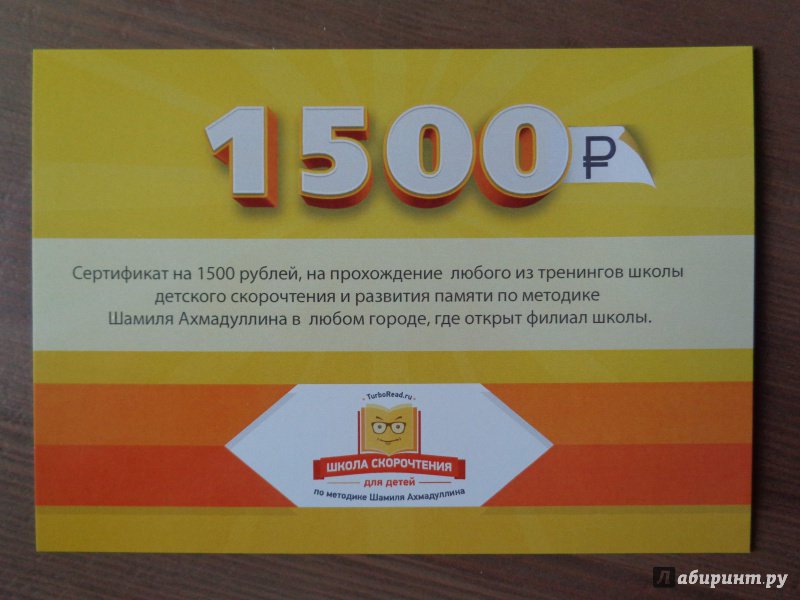 1500₽
Сертификат на 1500 рублей, на прохождение любого из тренингов школы
детского скорочтения и развития памяти по методике
Шамиля Ахмадуллина в любом городе, где открыт филиал школы.
TurboRead.ru
ШКОЛА СКОРОЧТЕНИЯ
для детей
по методике Шамиля Ахмадуллина
Лабиринт.ру